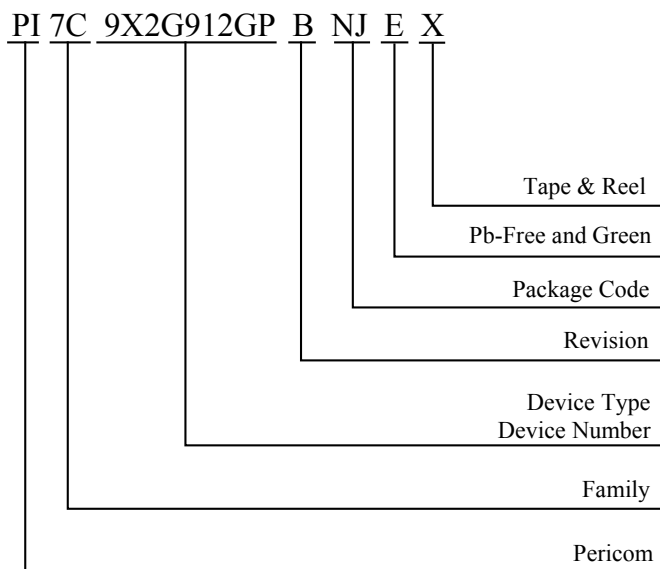 PI 7C 9X2G912GP B NJ E X
Tape & Reel
Pb-Free and Green
Package Code
Revision
Device Type
Device Number
Family
Pericom